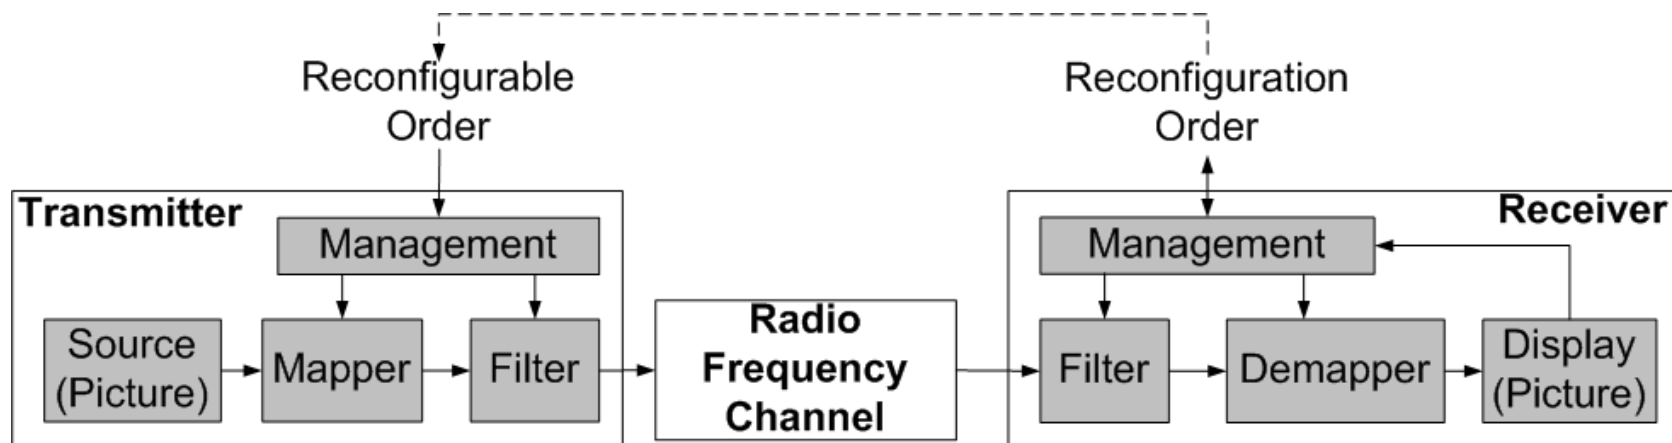 Reconfigurable
Order
Reconfiguration
Order
Transmitter
Management
Source
(Picture)
Mapper
Filter
Radio
Frequency
Channel
Receiver
Management
Filter
Demapper
Display
(Picture)